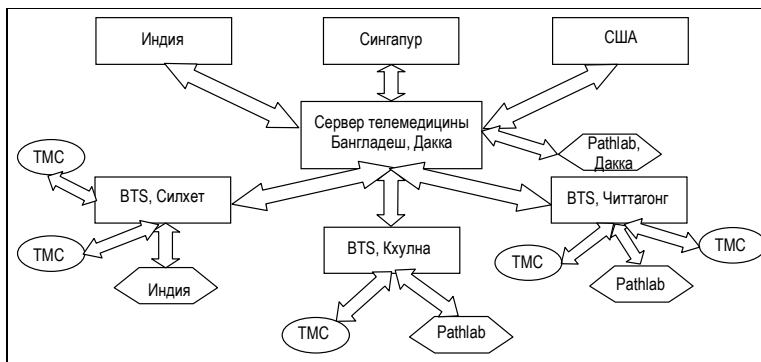 Индия
Сингапур
США
Сервер телемедицины
Бангладеш, Дакка
Pathlab,
Дакка
TMC
BTS, Силхет
BTS, Читтагонг
TMC
Индия
BTS, Кхулна
TMC
TMC
Pathlab
TMC
Pathlab